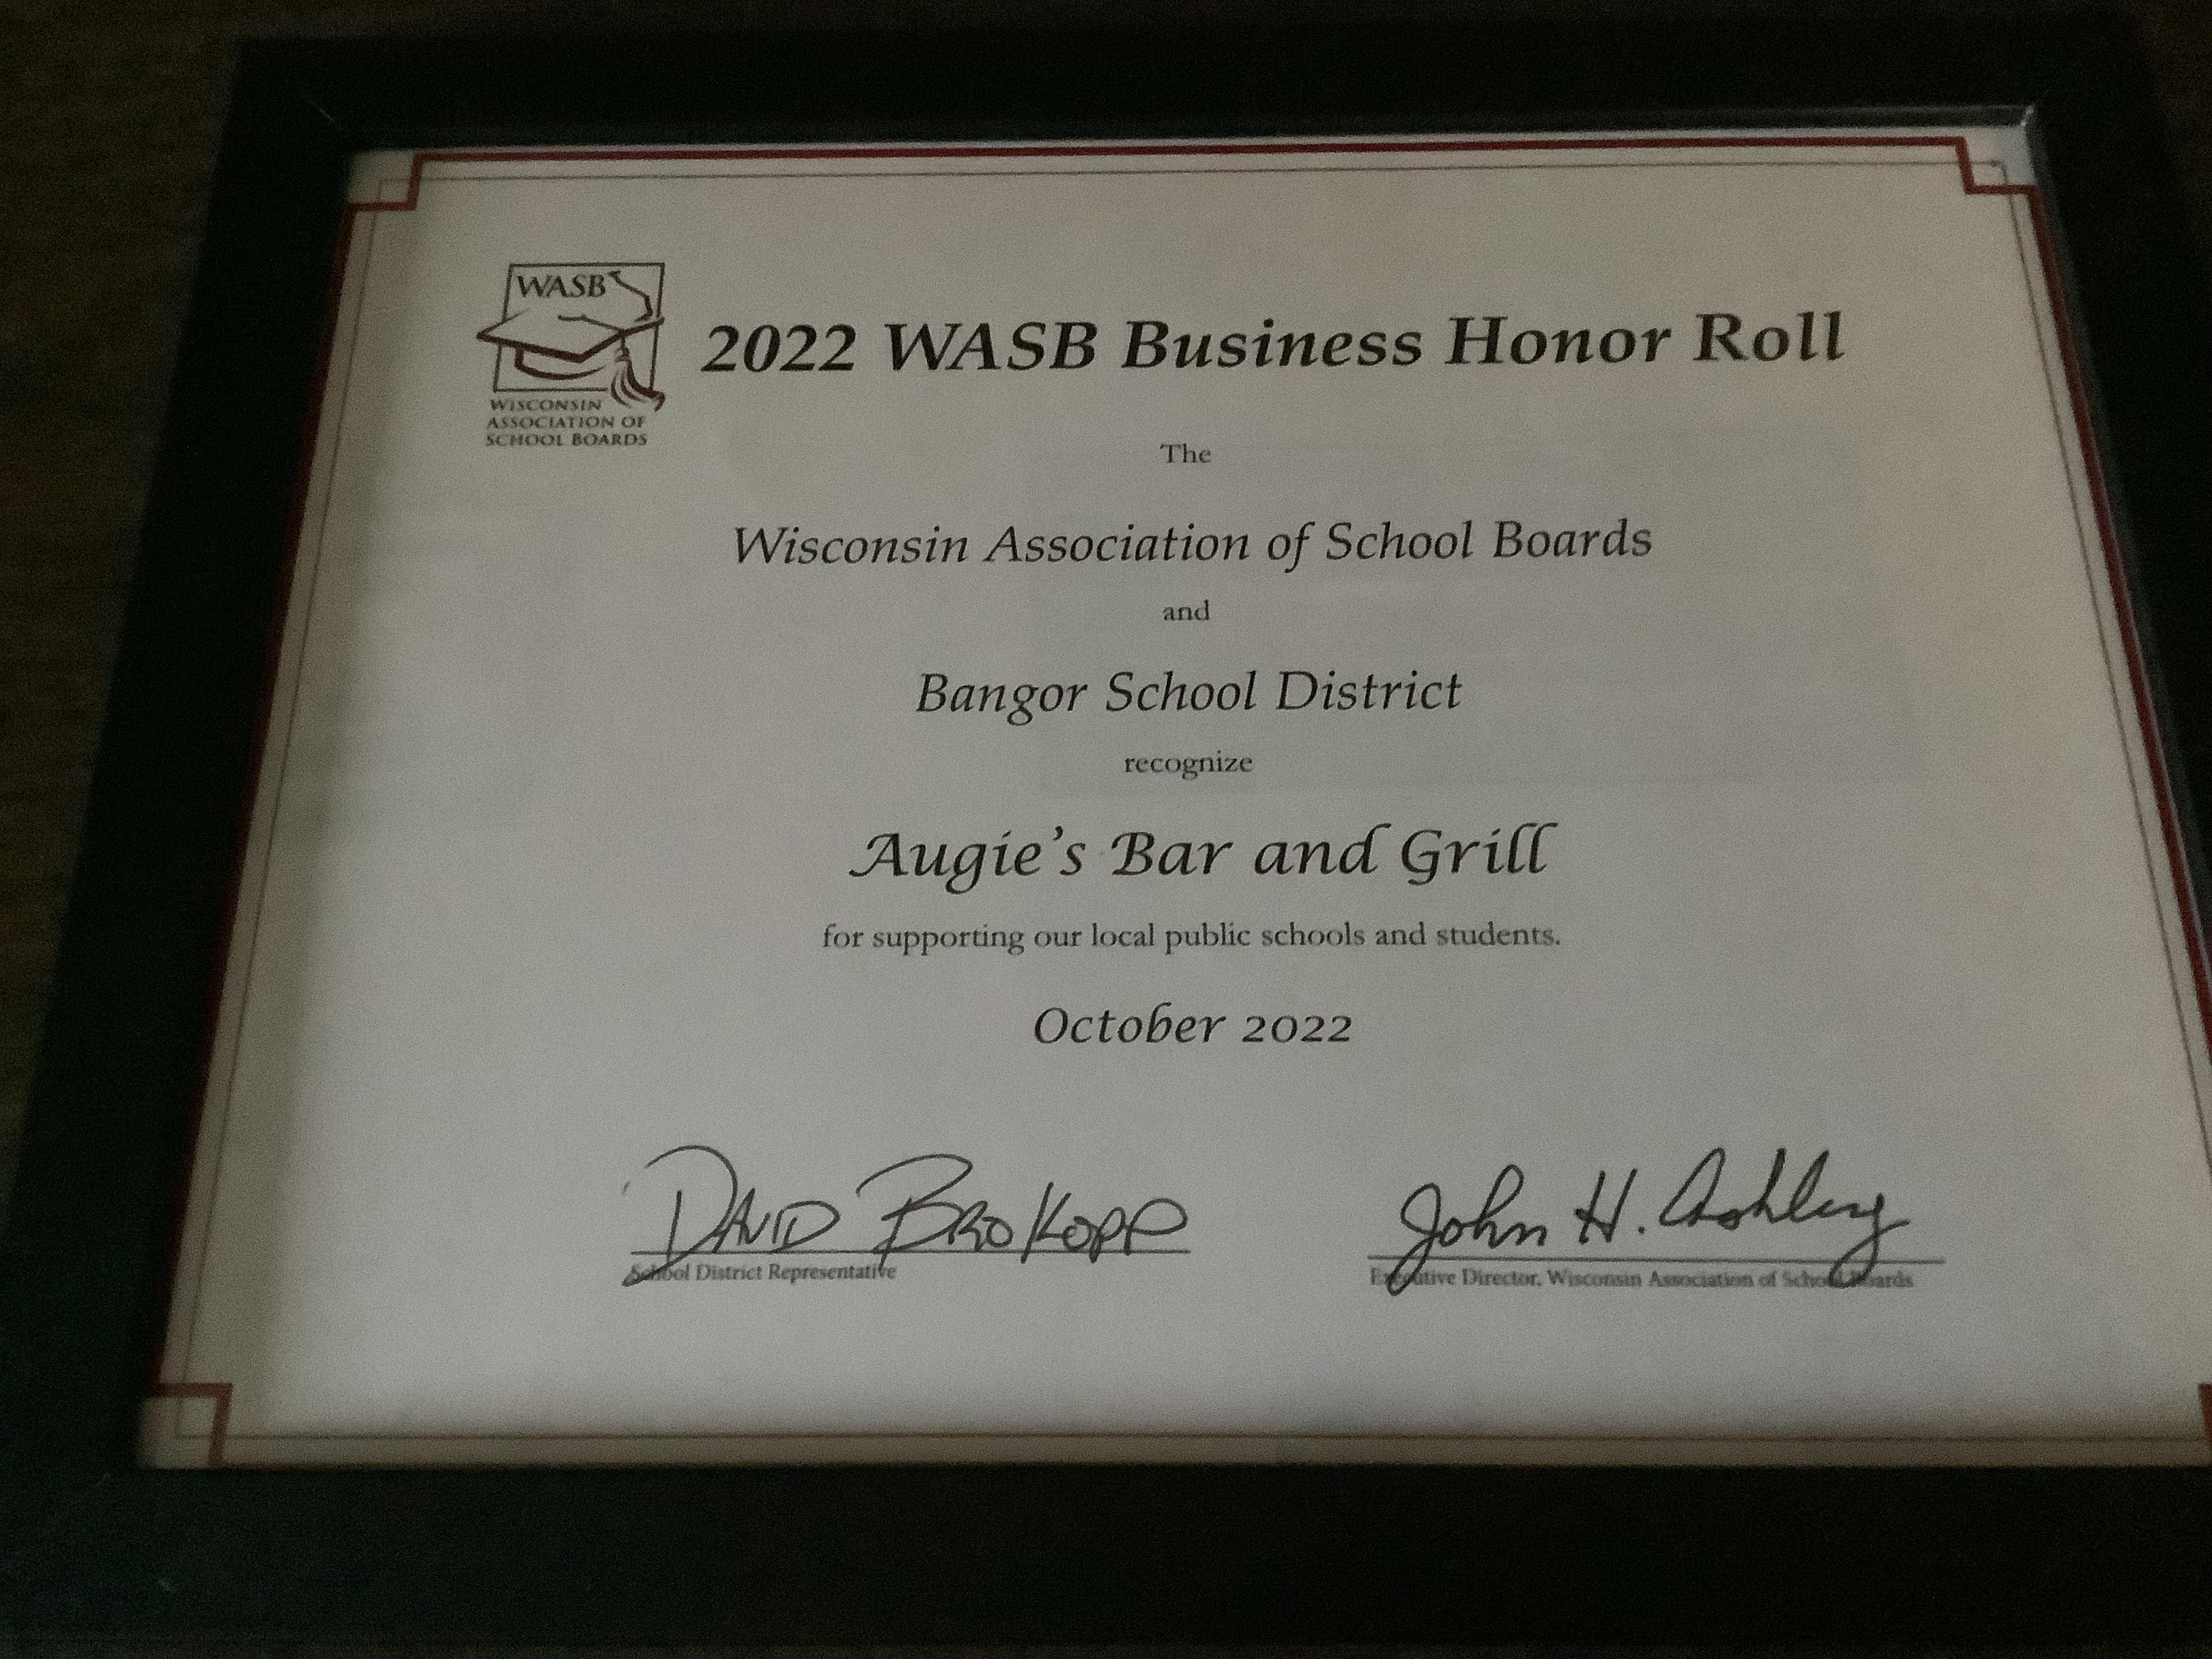 WASB
WISCONSIN
ASSOCIATION OF
SCHOOL BOARDS
2022 WASB Business Honor Roll
The
Wisconsin Association of School Boards
and
Bangor School District
recognize
Augie's Bar and Grill
for supporting our local public schools and students.
October 2022
DAVID BROKOPP
School District Representative
John H. Ashley
Executive Director, Wisconsin Association of School Boards